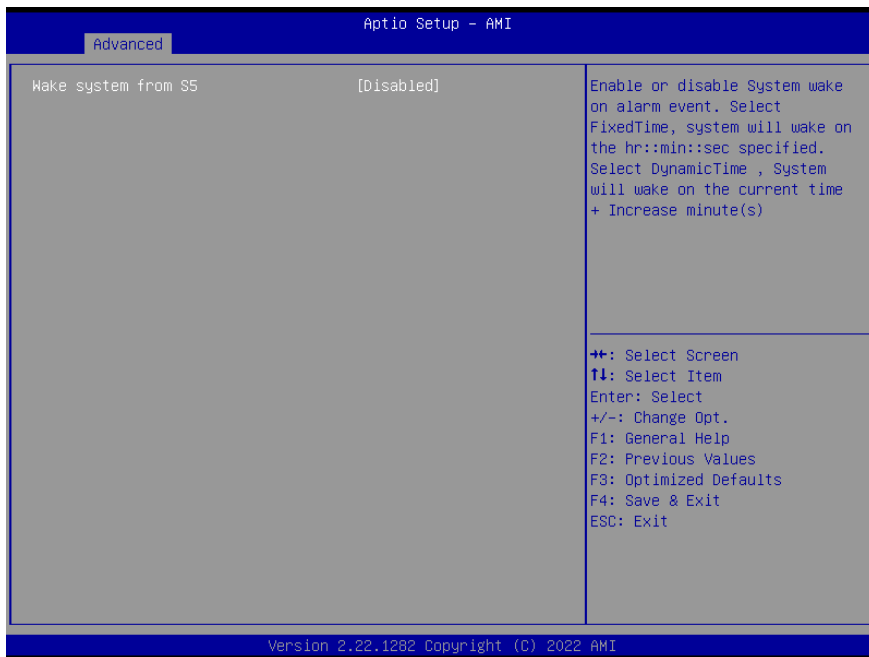 Aptio Setup - AMI
Advanced
Wake system from S5 [Disabled]
Enable or disable System wake
on alarm event. Select
FixedTime, system will wake on
the hr::min::sec specified.
Select DynamicTime , System
will wake on the current time
+ Increase minute(s)
→←: Select Screen
↑↓: Select Item
Enter: Select
+/-: Change Opt.
F1: General Help
F2: Previous Values
F3: Optimized Defaults
F4: Save & Exit
ESC: Exit
Version 2.22.1282 Copyright (C) 2022 AMI